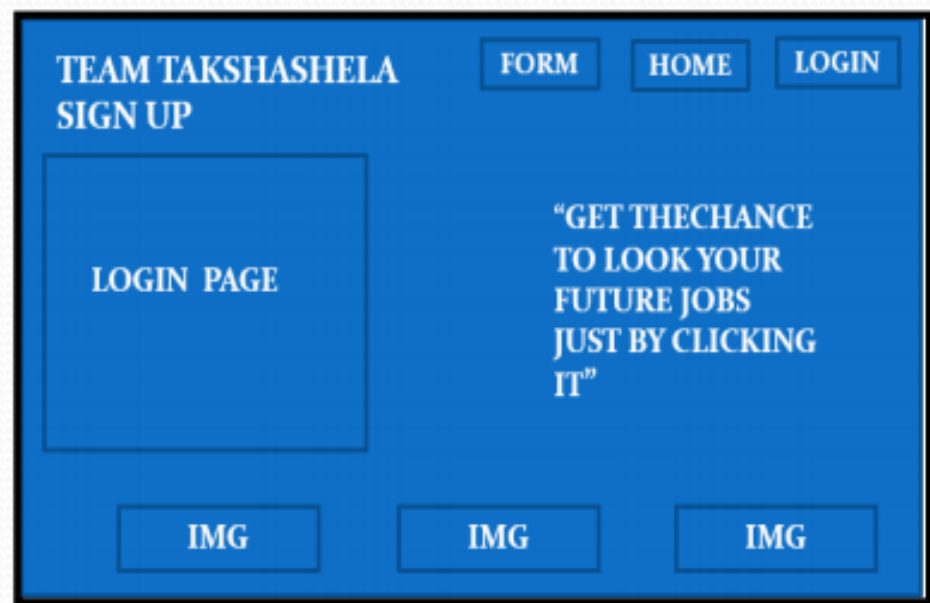 TEAM TAKSHASHELA
SIGN UP
FORM
HOME
LOGIN
LOGIN PAGE
“GET THECHANCE
TO LOOK YOUR
FUTURE JOBS
JUST BY CLICKING
IT”
IMG
IMG
IMG